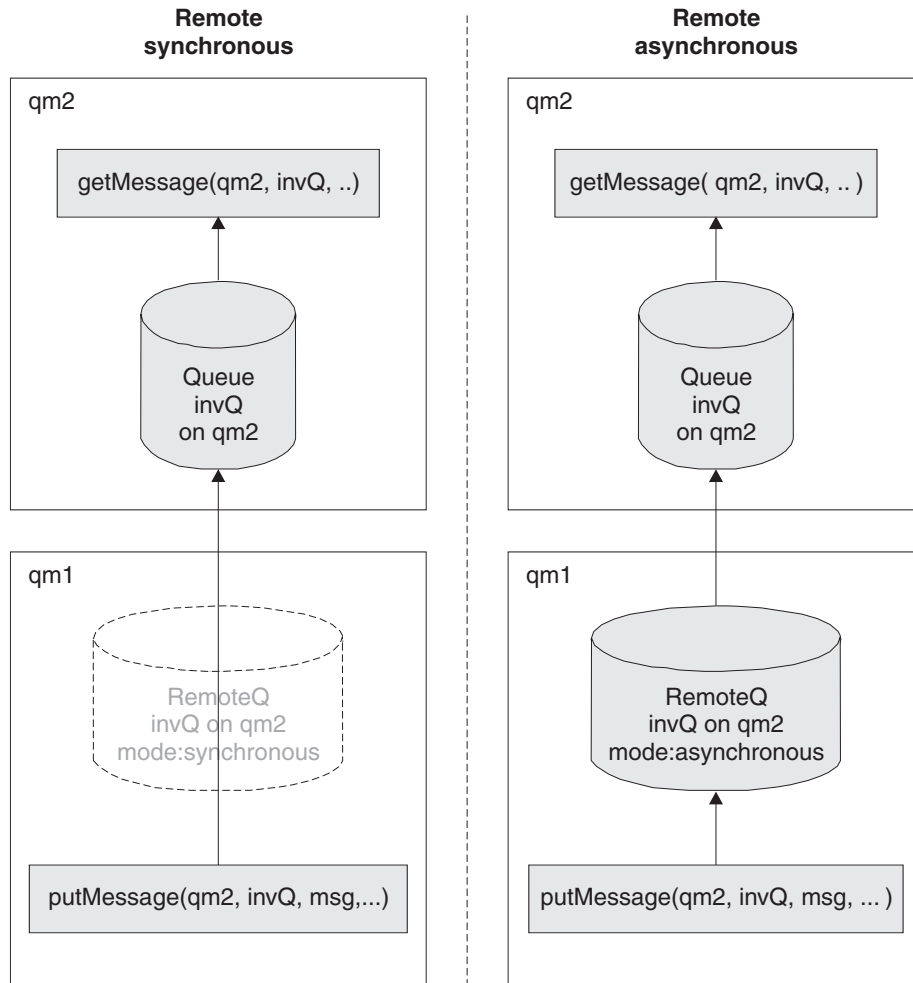 Remote
synchronous
qm2
getMessage(qm2, invQ, ..)
Queue
invQ
on qm2
qm1
RemoteQ
invQ on qm2
mode:synchronous
putMessage(qm2, invQ, msg,...)
Remote
asynchronous
qm2
getMessage( qm2, invQ, .. )
Queue
invQ
on qm2
qm1
RemoteQ
invQ on qm2
mode:asynchronous
putMessage(qm2, invQ, msg, ... )